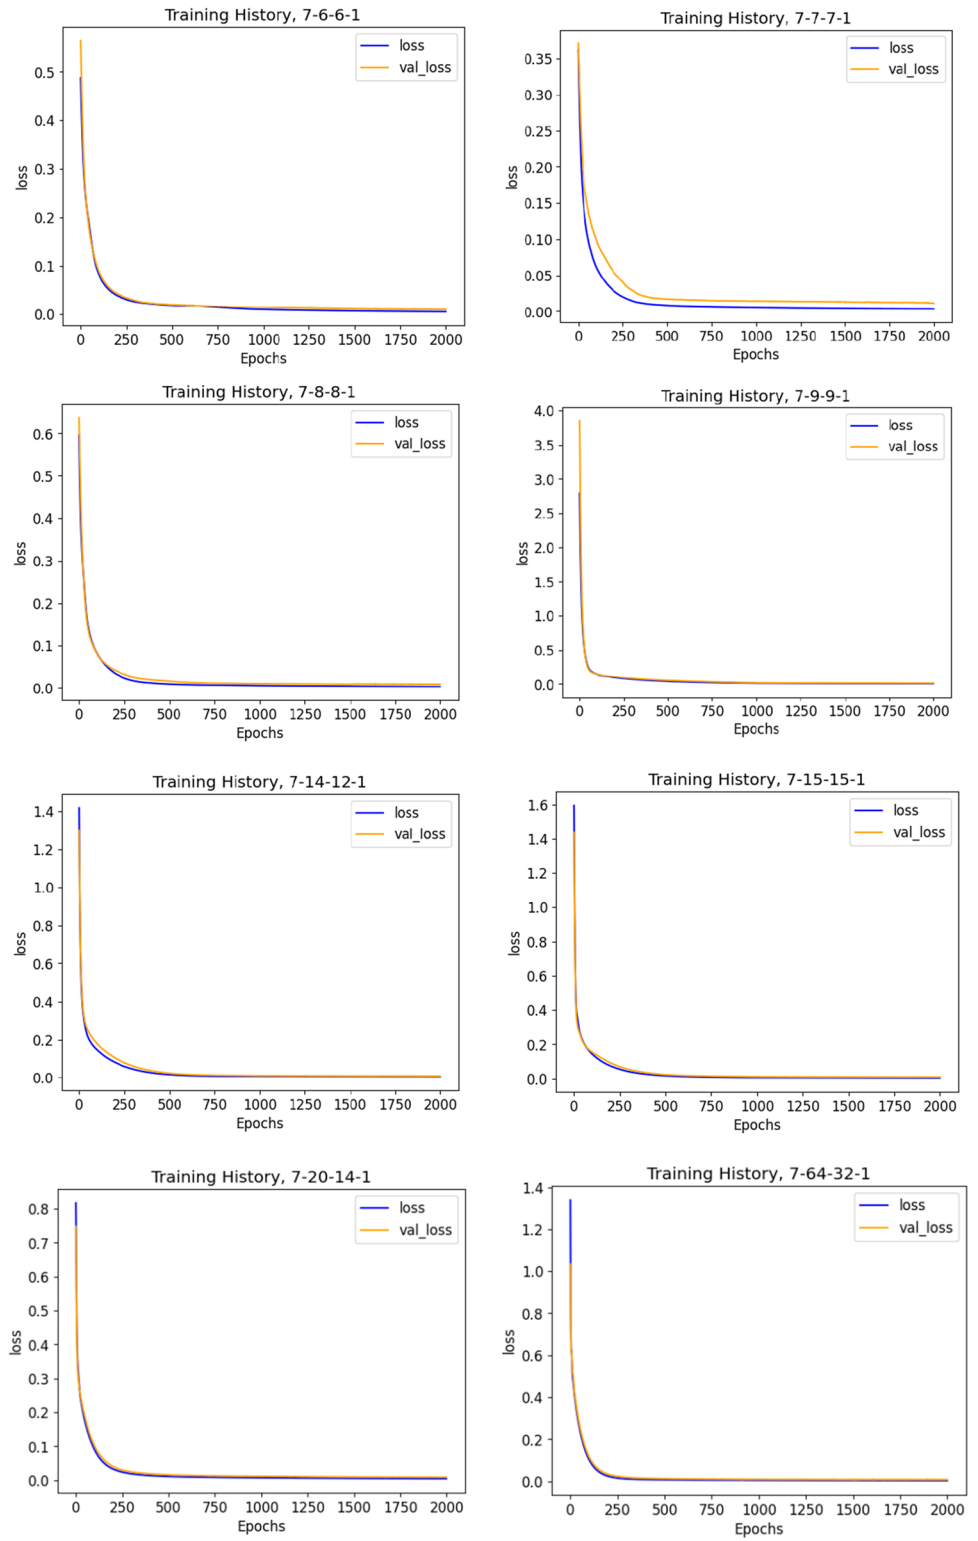 Training History, 7-6-6-1
loss
val_loss
0.5
0.4
0.3
0.2
0.1
0.0
loss
0 250 500 750 1000 1250 1500 1750 2000
Epochs
Training History, 7-7-7-1
loss
val_loss
0.35
0.30
0.25
0.20
0.15
0.10
0.05
0.00
loss
0 250 500 750 1000 1250 1500 1750 2000
Epochs
Training History, 7-8-8-1
loss
val_loss
0.6
0.5
0.4
0.3
0.2
0.1
0.0
loss
0 250 500 750 1000 1250 1500 1750 2000
Epochs
Training History, 7-9-9-1
loss
val_loss
4.0
3.5
3.0
2.5
2.0
1.5
1.0
0.5
0.0
loss
0 250 500 750 1000 1250 1500 1750 2000
Epochs
Training History, 7-14-12-1
loss
val_loss
1.4
1.2
1.0
0.8
0.6
0.4
0.2
0.0
loss
0 250 500 750 1000 1250 1500 1750 2000
Epochs
Training History, 7-15-15-1
loss
val_loss
1.6
1.4
1.2
1.0
0.8
0.6
0.4
0.2
0.0
loss
0 250 500 750 1000 1250 1500 1750 2000
Epochs
Training History, 7-20-14-1
loss
val_loss
0.8
0.7
0.6
0.5
0.4
0.3
0.2
0.1
0.0
loss
0 250 500 750 1000 1250 1500 1750 2000
Epochs
Training History, 7-64-32-1
loss
val_loss
1.4
1.2
1.0
0.8
0.6
0.4
0.2
0.0
loss
0 250 500 750 1000 1250 1500 1750 2000
Epochs